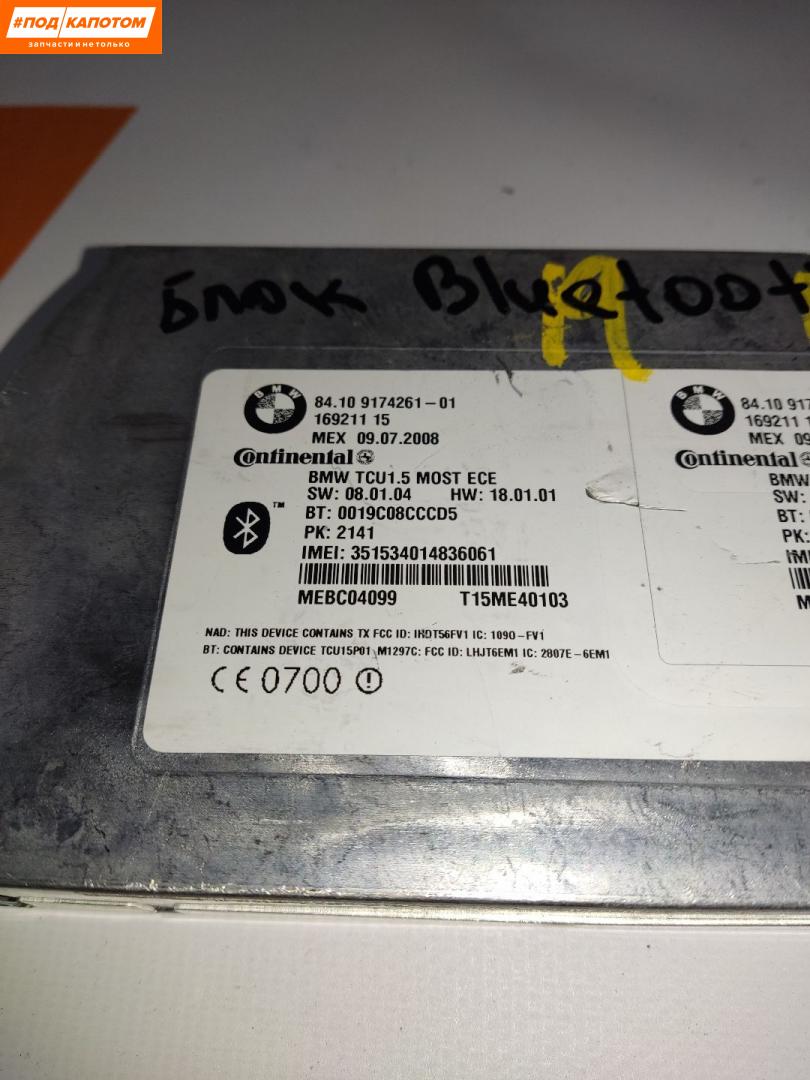 #ПОД КАПОТОМ
запчасти и не только
Блок Bluetoot
BMW
84.10 9174261-01
169211 15
MEX 09.07.2008
Continental
BMW TCU1.5 MOST ECE
SW: 08.01.04 HW: 18.01.01
BT: 0019C08CCCD5
PK: 2141
IMEI: 351534014836061
MEBC04099 T15ME40103
NAD: THIS DEVICE CONTAINS TX FCC ID: IHDT56FV1 IC: 1090-FV1
BT: CONTAINS DEVICE TCU15P01 M1297C: FCC ID: LHJT6EM1 IC: 2807E-6EM1
CE 0700
BMW
84.10 917
169211 1
MEX 09
Continental
BMW
SW:
BT:
PK:
IM
M